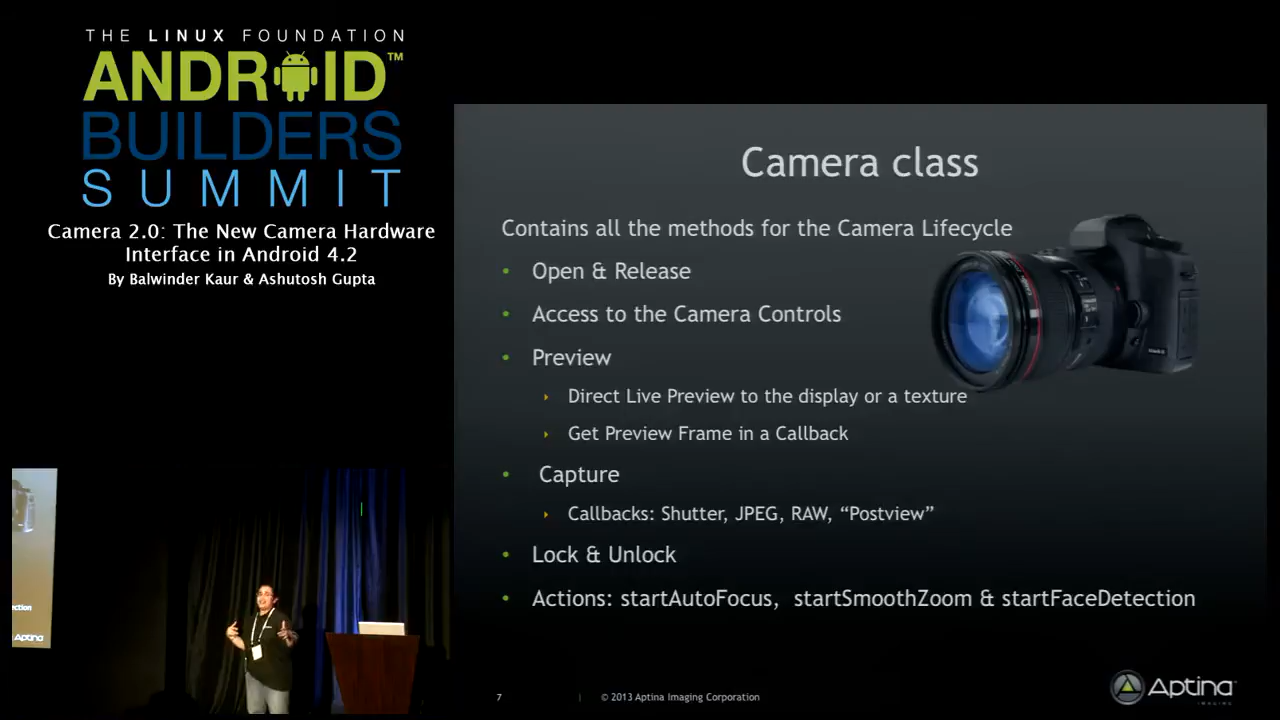 THE LINUX FOUNDATION
ANDROID™
BUILDERS
SUMMIT
Camera 2.0: The New Camera Hardware
Interface in Android 4.2
By Balwinder Kaur & Ashutosh Gupta
Camera class
Contains all the methods for the Camera Lifecycle
• Open & Release
• Access to the Camera Controls
• Preview
Direct Live Preview to the display or a texture
Get Preview Frame in a Callback
• Capture
Callbacks: Shutter, JPEG, RAW, “Postview”
• Lock & Unlock
• Actions: startAutoFocus, startSmoothZoom & startFaceDetection
7 | © 2013 Aptina Imaging Corporation
Aptina
IMAGING
ection
Aptina